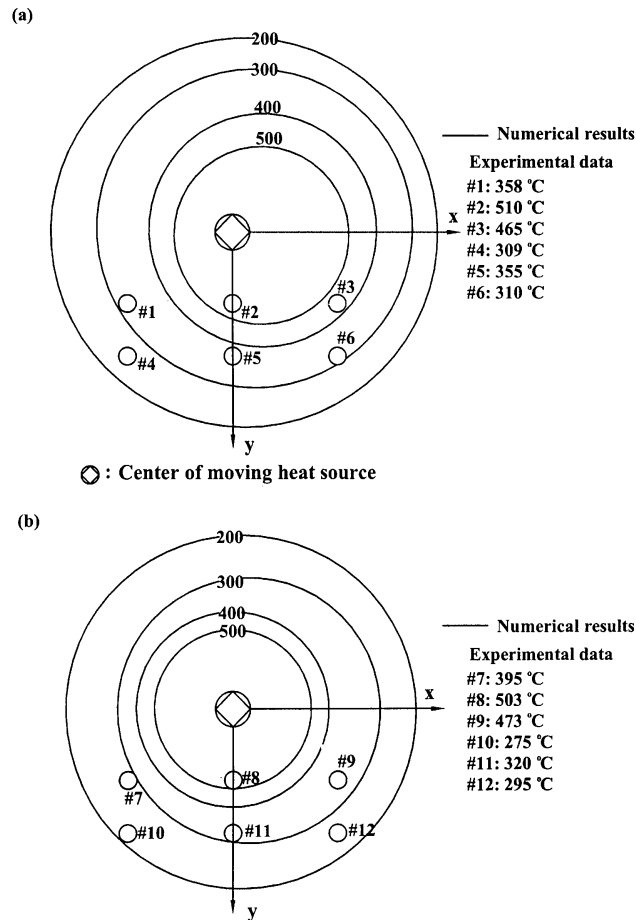 (a)
200
300
400
500
Numerical results
Experimental data
#1: 358 ℃
#2: 510 ℃
#3: 465 ℃
#4: 309 ℃
#5: 355 ℃
#6: 310 ℃
x
#1
#2
#3
#4
#5
#6
y
: Center of moving heat source
(b)
200
300
400
500
Numerical results
Experimental data
#7: 395 ℃
#8: 503 ℃
#9: 473 ℃
#10: 275 ℃
#11: 320 ℃
#12: 295 ℃
x
#7
#8
#9
#10
#11
#12
y